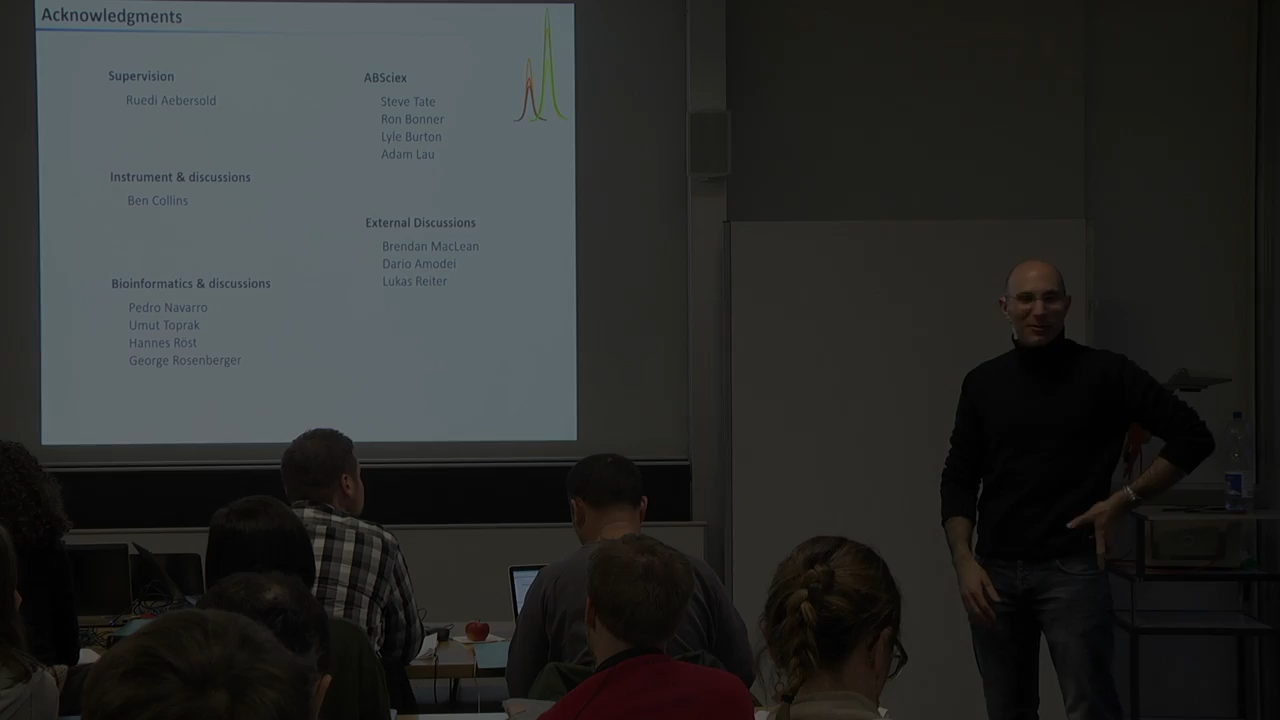 Acknowledgments
Supervision
Ruedi Aebersold
Instrument & discussions
Ben Collins
Bioinformatics & discussions
Pedro Navarro
Umut Toprak
Hannes Röst
George Rosenberger
ABSciex
Steve Tate
Ron Bonner
Lyle Burton
Adam Lau
External Discussions
Brendan MacLean
Dario Amodei
Lukas Reiter